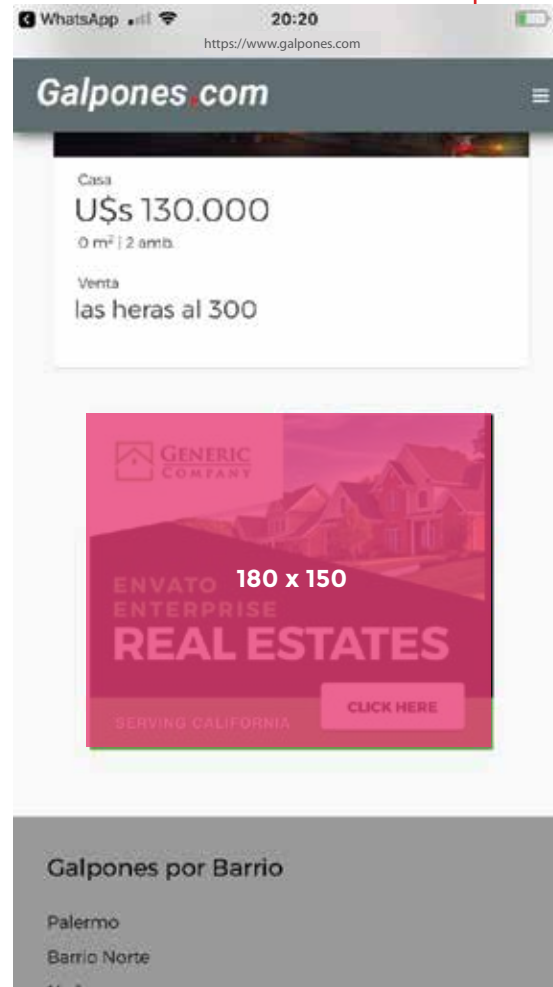 WhatsApp
20:20
https://www.galpones.com
Galpones.com
Casa
U$s 130.000
0 m² | 2 amb.
Venta
las heras al 300
GENERIC
COMPANY
180 x 150
ENVATO
ENTERPRISE
REAL ESTATES
CLICK HERE
SERVING CALIFORNIA
Galpones por Barrio
Palermo
Barrio Norte